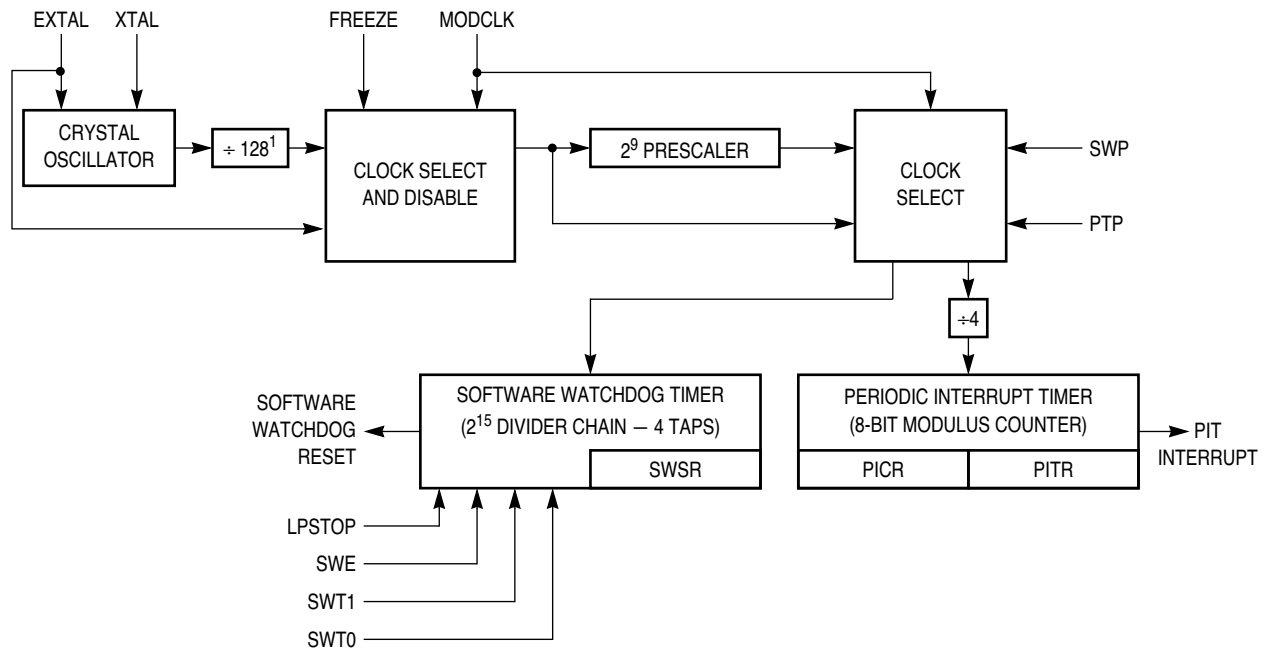 EXTAL
XTAL
FREEZE
MODCLK
CRYSTAL
OSCILLATOR
÷ 128¹
CLOCK SELECT
AND DISABLE
2⁹ PRESCALER
CLOCK
SELECT
SWP
PTP
÷4
SOFTWARE
WATCHDOG
RESET
SOFTWARE WATCHDOG TIMER
(2¹⁵ DIVIDER CHAIN — 4 TAPS)
SWSR
PERIODIC INTERRUPT TIMER
(8-BIT MODULUS COUNTER)
PICR
PITR
PIT
INTERRUPT
LPSTOP
SWE
SWT1
SWT0